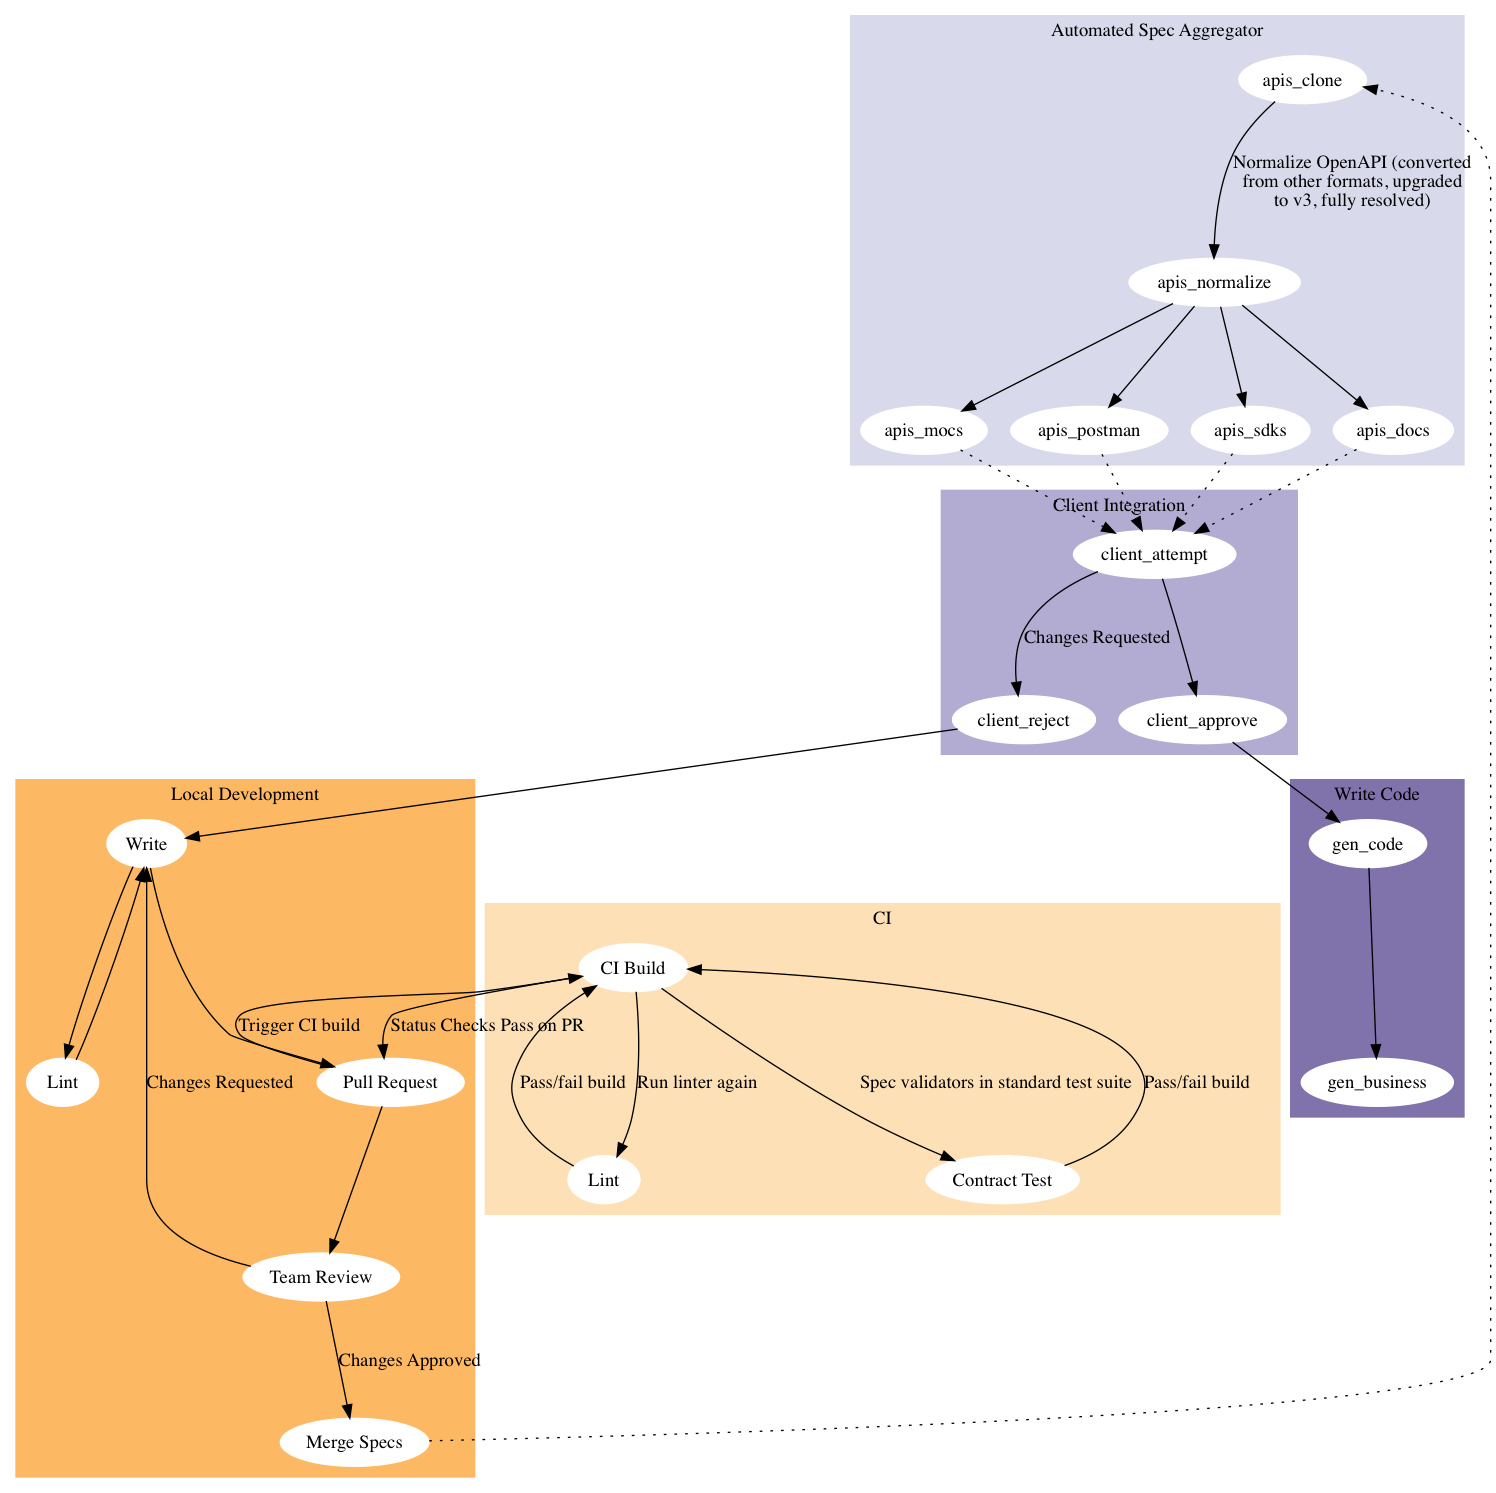 Automated Spec Aggregator
apis_clone
Normalize OpenAPI (converted
from other formats, upgraded
to v3, fully resolved)
apis_normalize
apis_mocs
apis_postman
apis_sdks
apis_docs
Client Integration
client_attempt
Changes Requested
client_reject
client_approve
Local Development
Write
Write Code
gen_code
CI
CI Build
Trigger CI build
Status Checks Pass on PR
Lint
Changes Requested
Pull Request
Pass/fail build
Run linter again
Spec validators in standard test suite
Pass/fail build
gen_business
Lint
Contract Test
Team Review
Changes Approved
Merge Specs